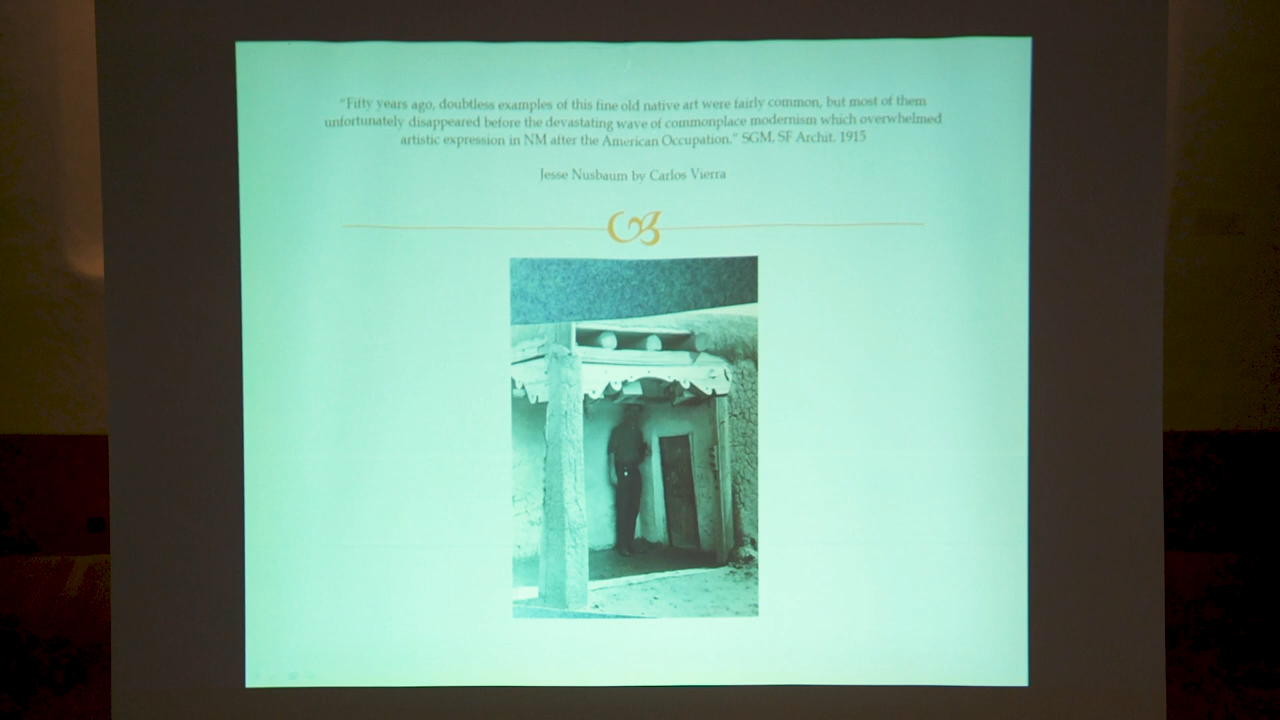 "Fifty years ago, doubtless examples of this fine old native art were fairly common, but most of them
unfortunately disappeared before the devastating wave of commonplace modernism which overwhelmed
artistic expression in NM after the American Occupation." SGM, SF Archit. 1915
Jesse Nusbaum by Carlos Vierra